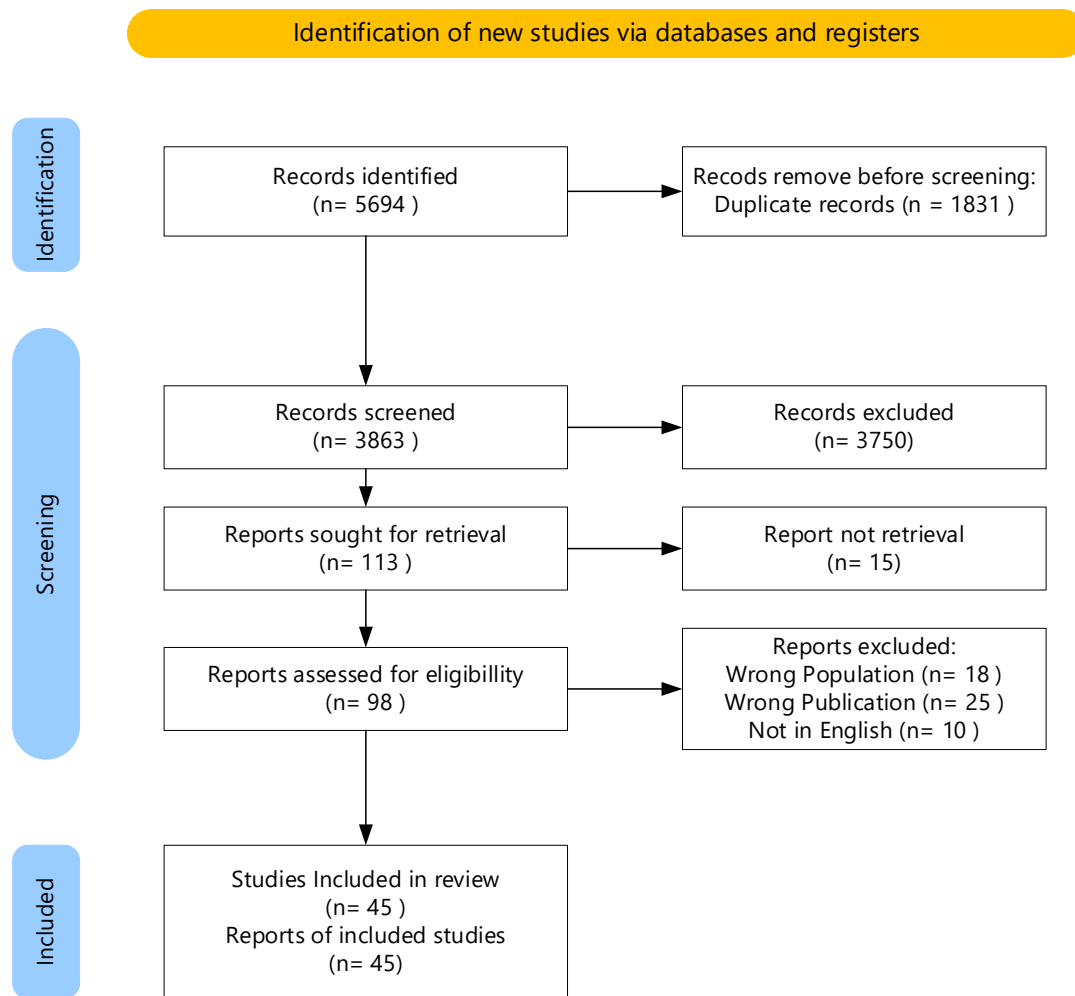 Identification of new studies via databases and registers
Identification
Records identified
(n= 5694 )
Recods remove before screening:
Duplicate records (n = 1831 )
Screening
Records screened
(n= 3863 )
Records excluded
(n= 3750)
Reports sought for retrieval
(n= 113 )
Report not retrieval
(n= 15)
Reports assessed for eligibillity
(n= 98 )
Reports excluded:
Wrong Population (n= 18 )
Wrong Publication (n= 25 )
Not in English (n= 10 )
Included
Studies Included in review
(n= 45 )
Reports of included studies
(n= 45)